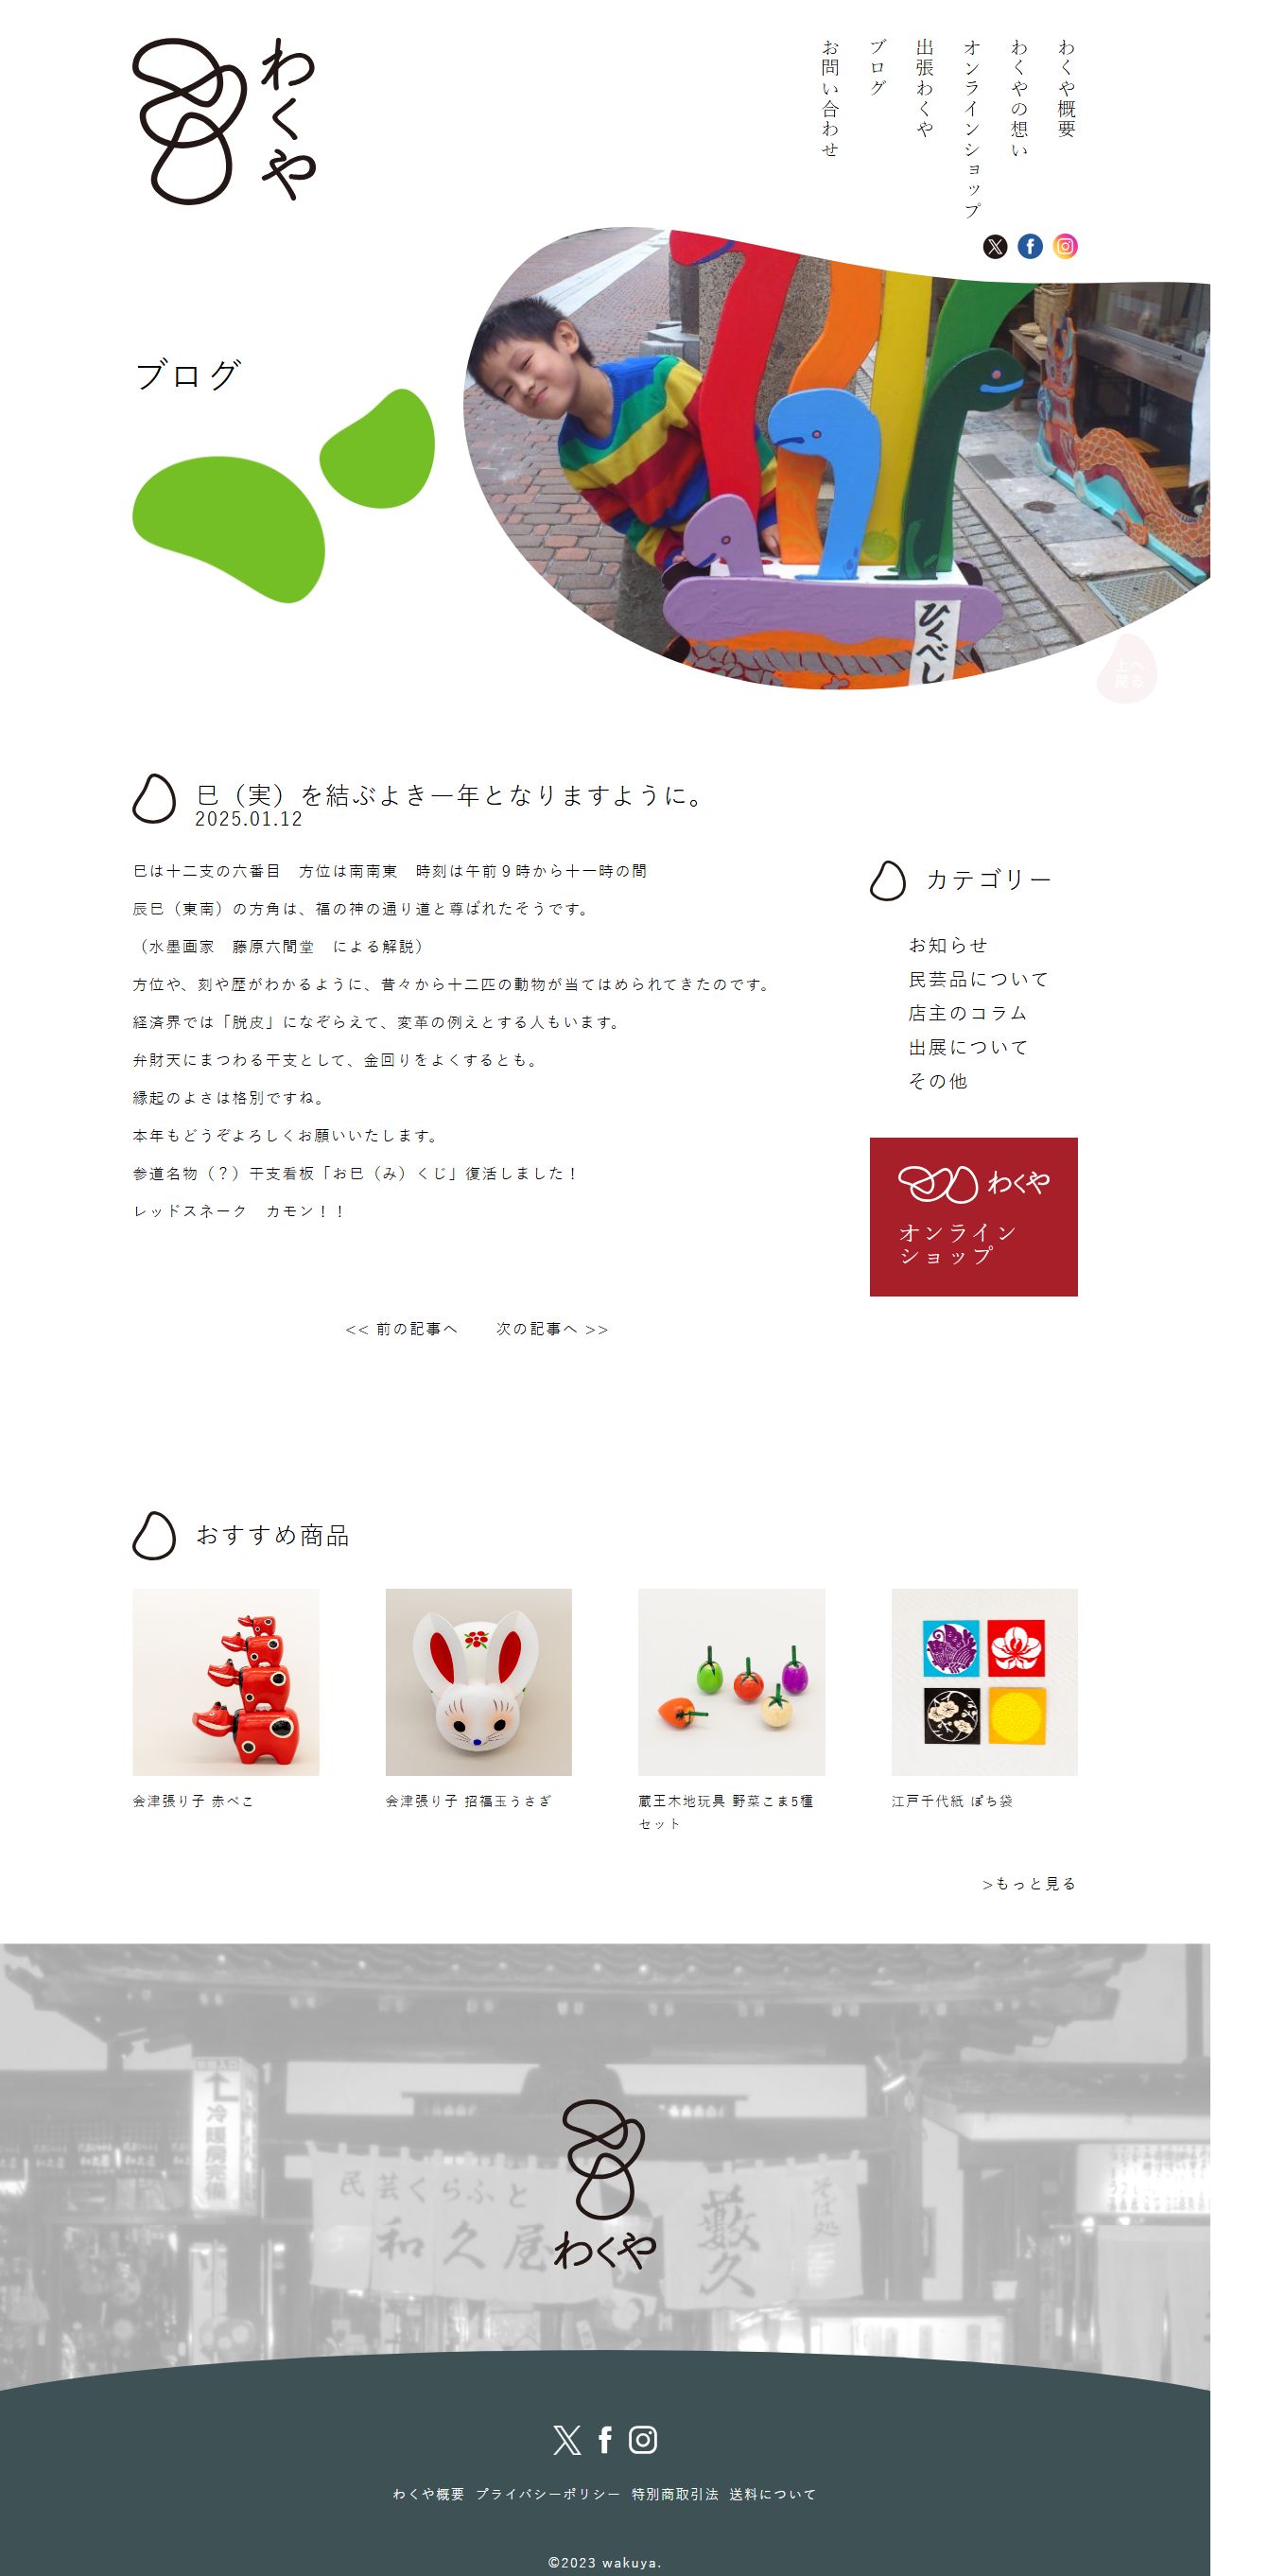 わくや
わくや概要
わくやの想い
オンラインショップ
出張わくや
ブログ
お問い合わせ
ブログ
ひくべし
上へ
戻る
巳（実）を結ぶよき一年となりますように。
2025.01.12
巳は十二支の六番目　方位は南南東　時刻は午前９時から十一時の間
辰巳（東南）の方角は、福の神の通り道と尊ばれたそうです。
（水墨画家　藤原六間堂　による解説）
方位や、刻や歴がわかるように、昔々から十二匹の動物が当てはめられてきたのです。
経済界では「脱皮」になぞらえて、変革の例えとする人もいます。
弁財天にまつわる干支として、金回りをよくするとも。
縁起のよさは格別ですね。
本年もどうぞよろしくお願いいたします。
参道名物（？）干支看板「お巳（み）くじ」復活しました！
レッドスネーク　カモン！！
<< 前の記事へ
次の記事へ >>
カテゴリー
お知らせ
民芸品について
店主のコラム
出展について
その他
わくや
オンライン
ショップ
おすすめ商品
会津張り子 赤べこ
会津張り子 招福玉うさぎ
蔵王木地玩具 野菜こま5種
セット
江戸千代紙 ぽち袋
>もっと見る
冷暖房完備
民芸くらふと
和久屋
藪久
そば処
わくや
わくや概要 プライバシーポリシー 特別商取引法 送料について
©2023 wakuya.